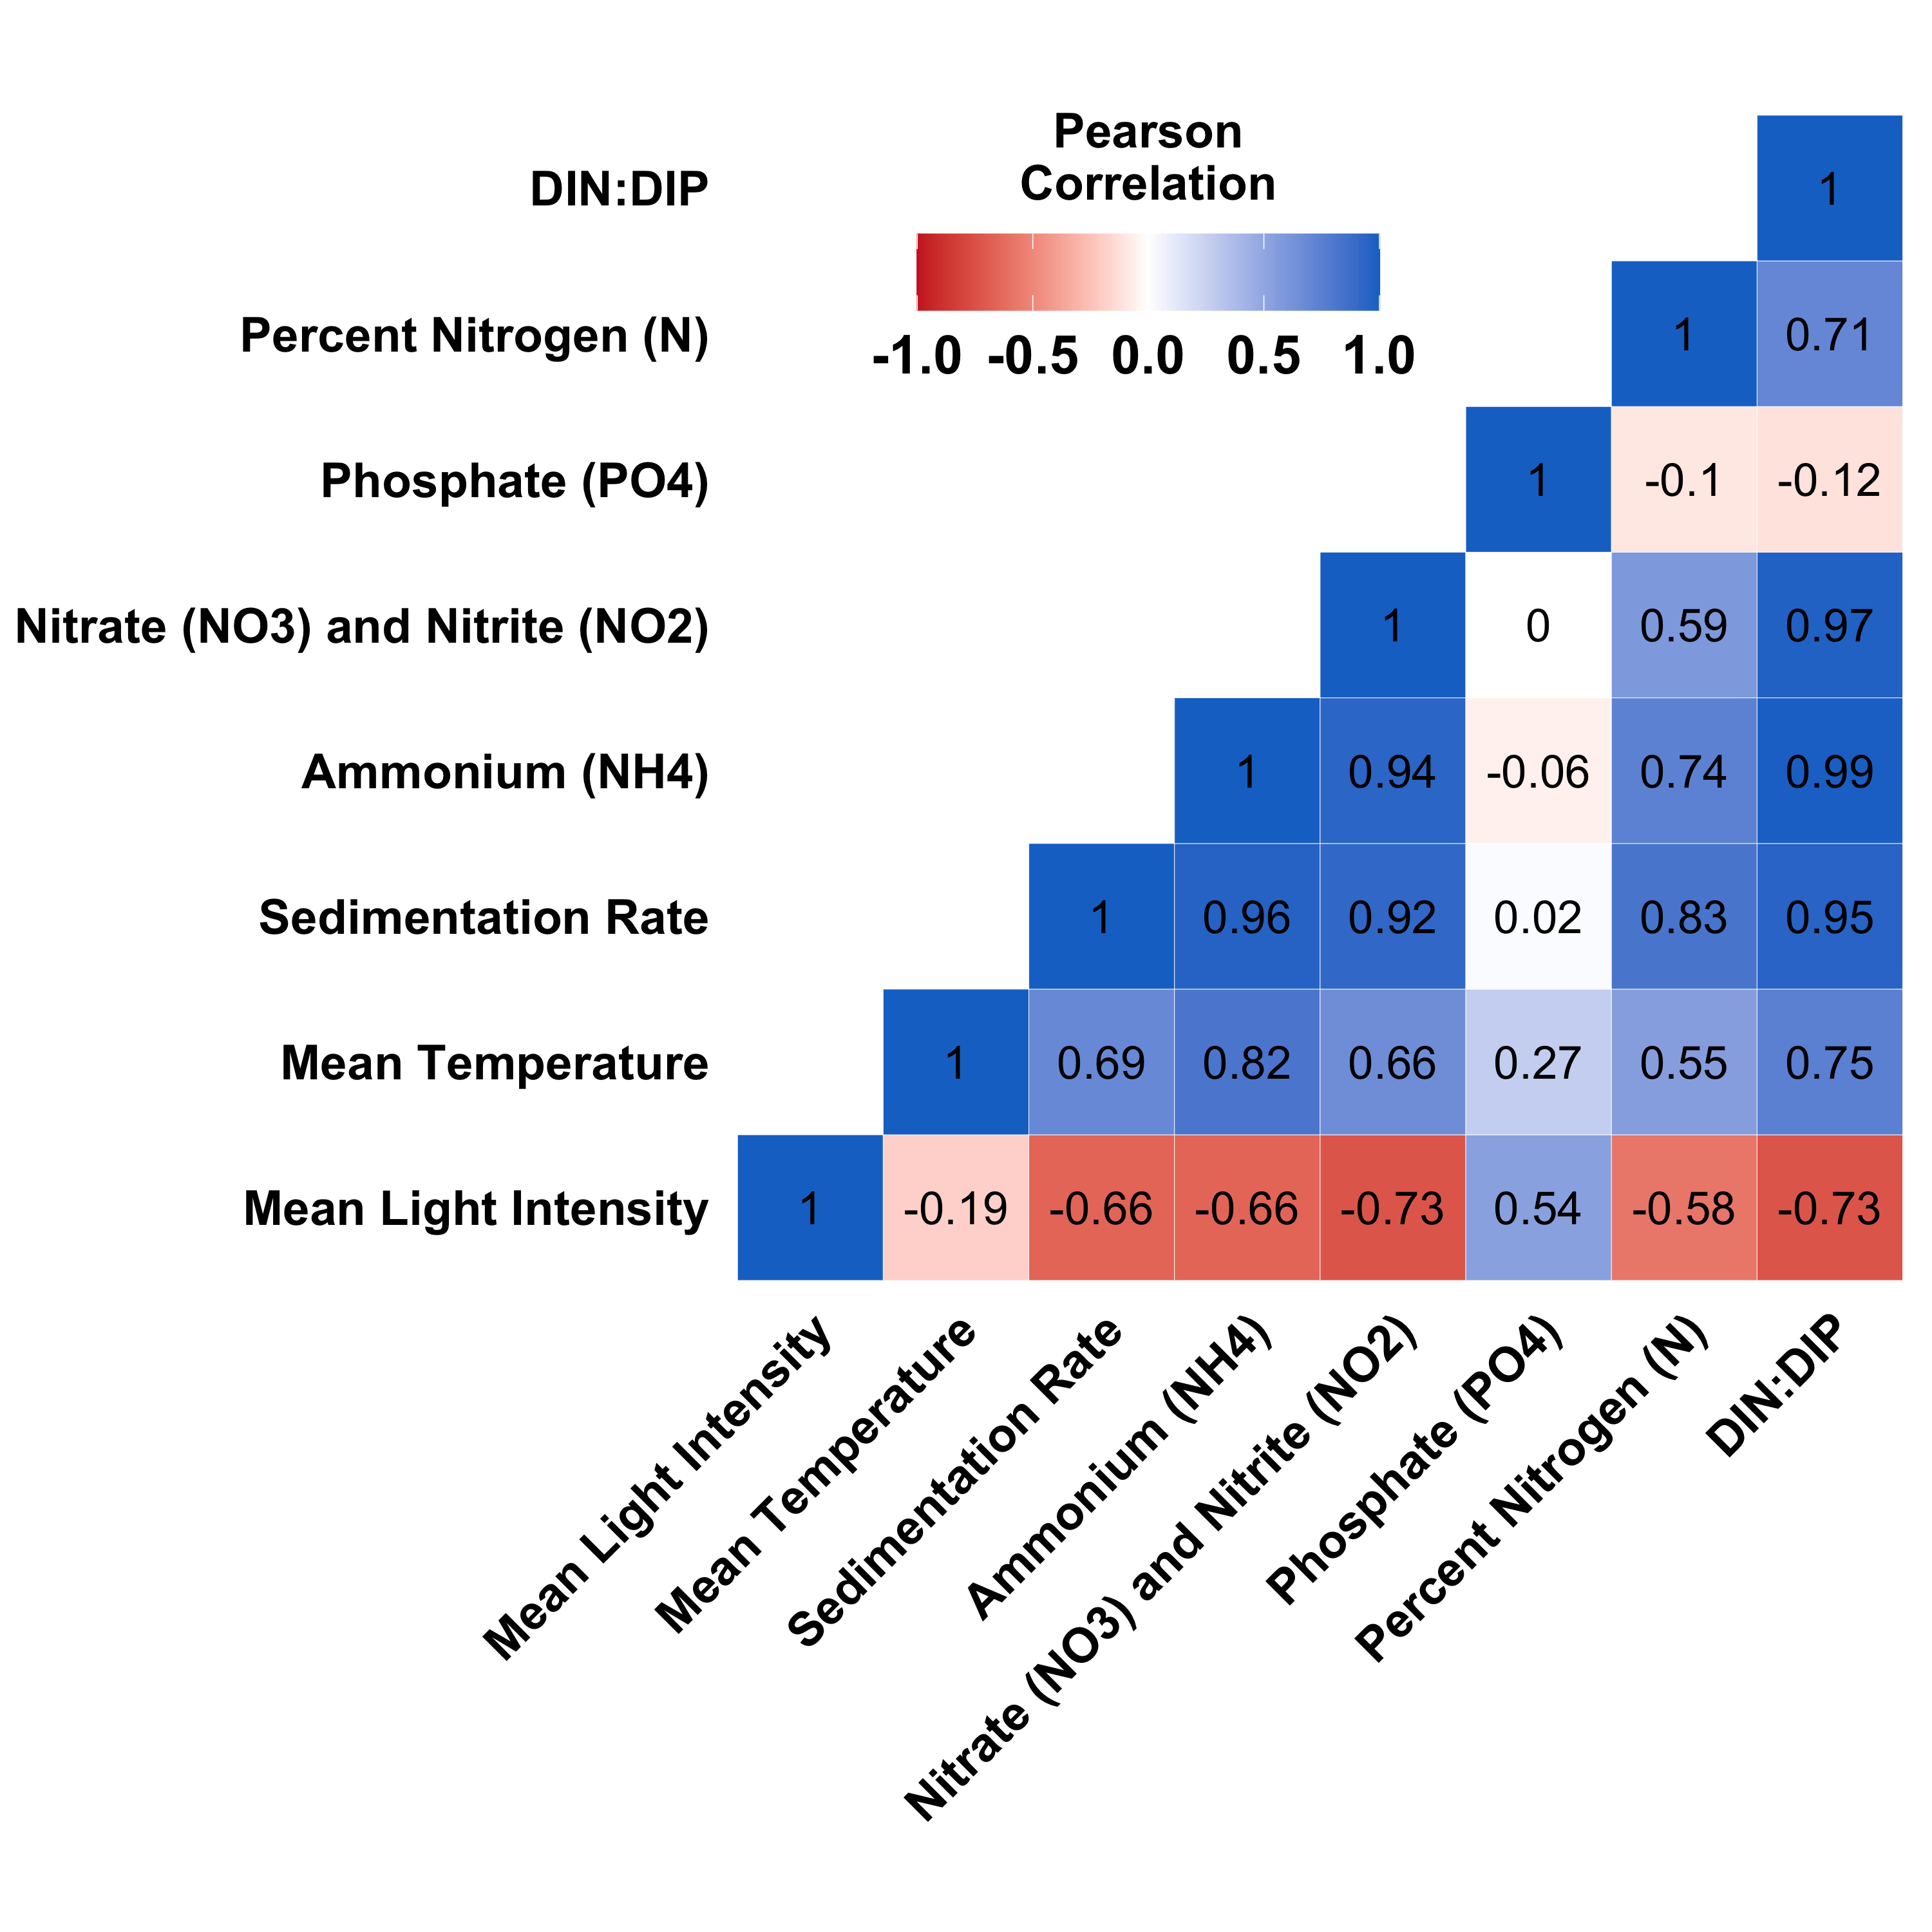 Pearson
Correlation
-1.0 -0.5 0.0 0.5 1.0
DIN:DIP 1
Percent Nitrogen (N) 1 0.71
Phosphate (PO4) 1 -0.1 -0.12
Nitrate (NO3) and Nitrite (NO2) 1 0 0.59 0.97
Ammonium (NH4) 1 0.94 -0.06 0.74 0.99
Sedimentation Rate 1 0.96 0.92 0.02 0.83 0.95
Mean Temperature 1 0.69 0.82 0.66 0.27 0.55 0.75
Mean Light Intensity 1 -0.19 -0.66 -0.66 -0.73 0.54 -0.58 -0.73
Mean Light Intensity
Mean Temperature
Sedimentation Rate
Ammonium (NH4)
Nitrate (NO3) and Nitrite (NO2)
Phosphate (PO4)
Percent Nitrogen (N)
DIN:DIP